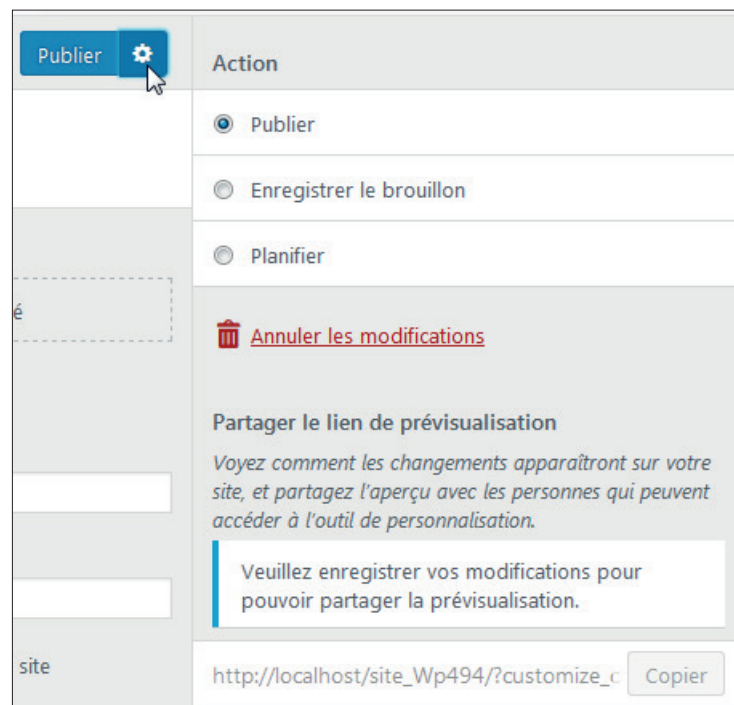 Publier
Action
Publier
Enregistrer le brouillon
Planifier
é
Annuler les modifications
Partager le lien de prévisualisation
Voyez comment les changements apparaîtront sur votre
site, et partagez l'aperçu avec les personnes qui peuvent
accéder à l'outil de personnalisation.
Veuillez enregistrer vos modifications pour
pouvoir partager la prévisualisation.
site
http://localhost/site_Wp494/?customize_c
Copier